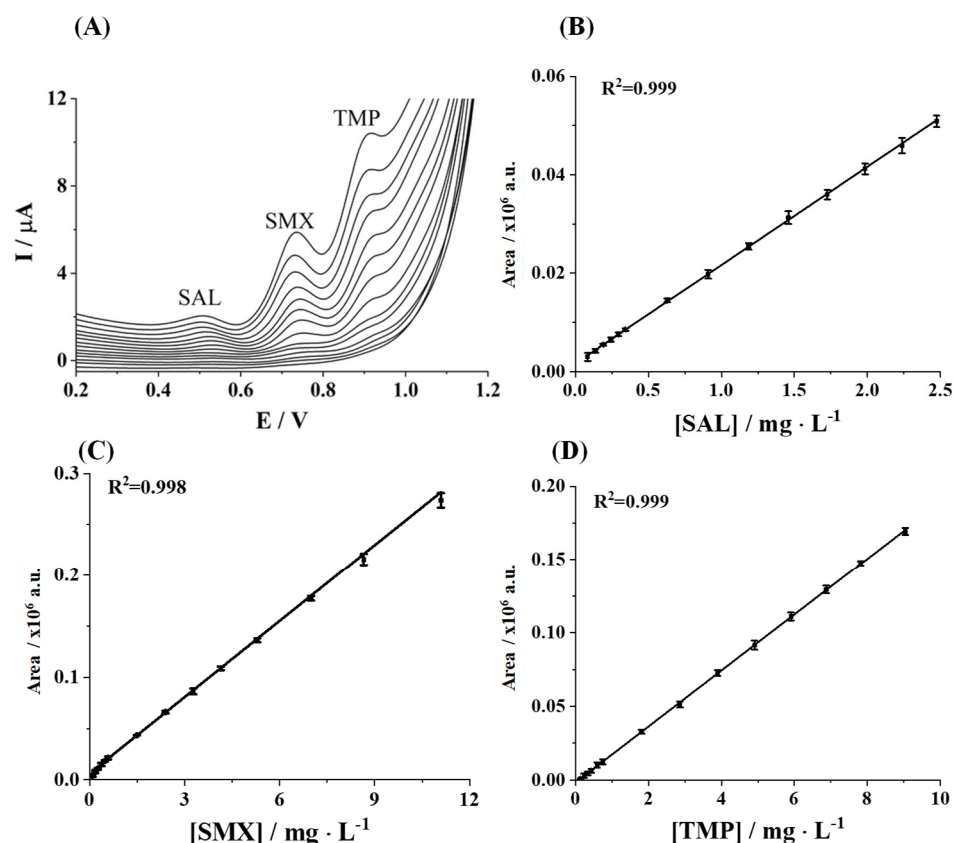 (A)
12
8
4
0
I / μA
TMP
SMX
SAL
0.2 0.4 0.6 0.8 1.0 1.2
E / V
(B)
R²=0.999
0.06
0.04
0.02
0.00
Area / x10⁶ a.u.
0.0 0.5 1.0 1.5 2.0 2.5
[SAL] / mg · L⁻¹
(C)
R²=0.998
0.3
0.2
0.1
0.0
Area / x10⁶ a.u.
0 3 6 9 12
[SMX] / mg · L⁻¹
(D)
R²=0.999
0.20
0.15
0.10
0.05
0.00
Area / x10⁶ a.u.
0 2 4 6 8 10
[TMP] / mg · L⁻¹